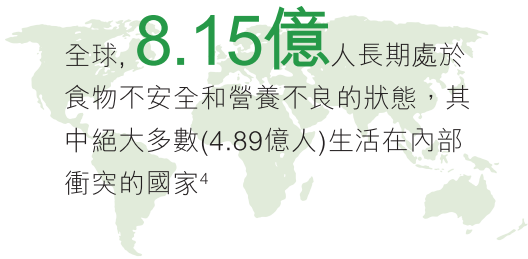 全球, 8.15億人長期處於
食物不安全和營養不良的狀態，其
中絕大多數(4.89億人)生活在內部
衝突的國家4